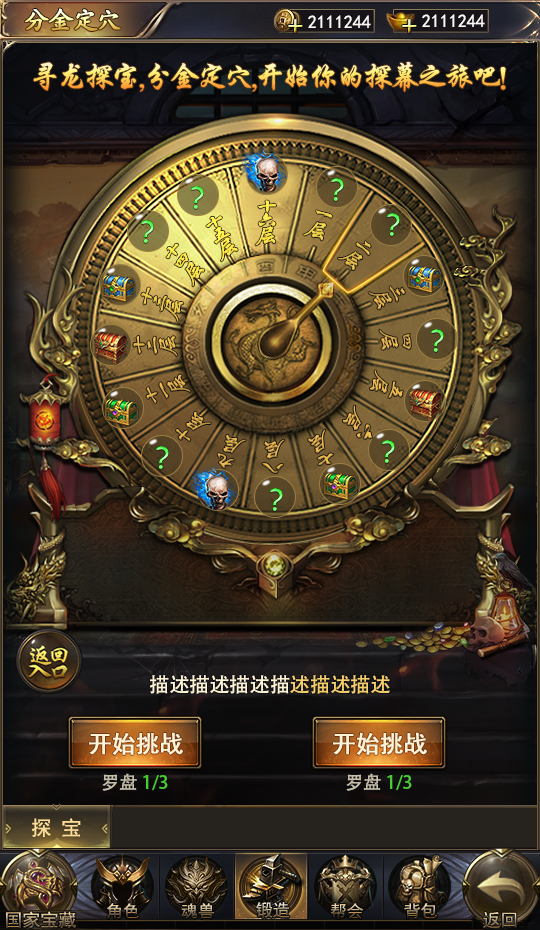 分金定穴
2111244
2111244
寻龙探宝,分金定穴,开始你的探幕之旅吧!
?
?
?
?
?
?
?
?
十六层
一层
二层
三层
四层
五层
六层
七层
八层
九层
十层
十一层
十二层
十三层
十四层
十五层
酉 申
返回
入口
描述描述描述描述描述描述
开始挑战
开始挑战
罗盘 1/3
罗盘 1/3
探 宝
国家宝藏
角色
魂兽
锻造
帮会
背包
返回